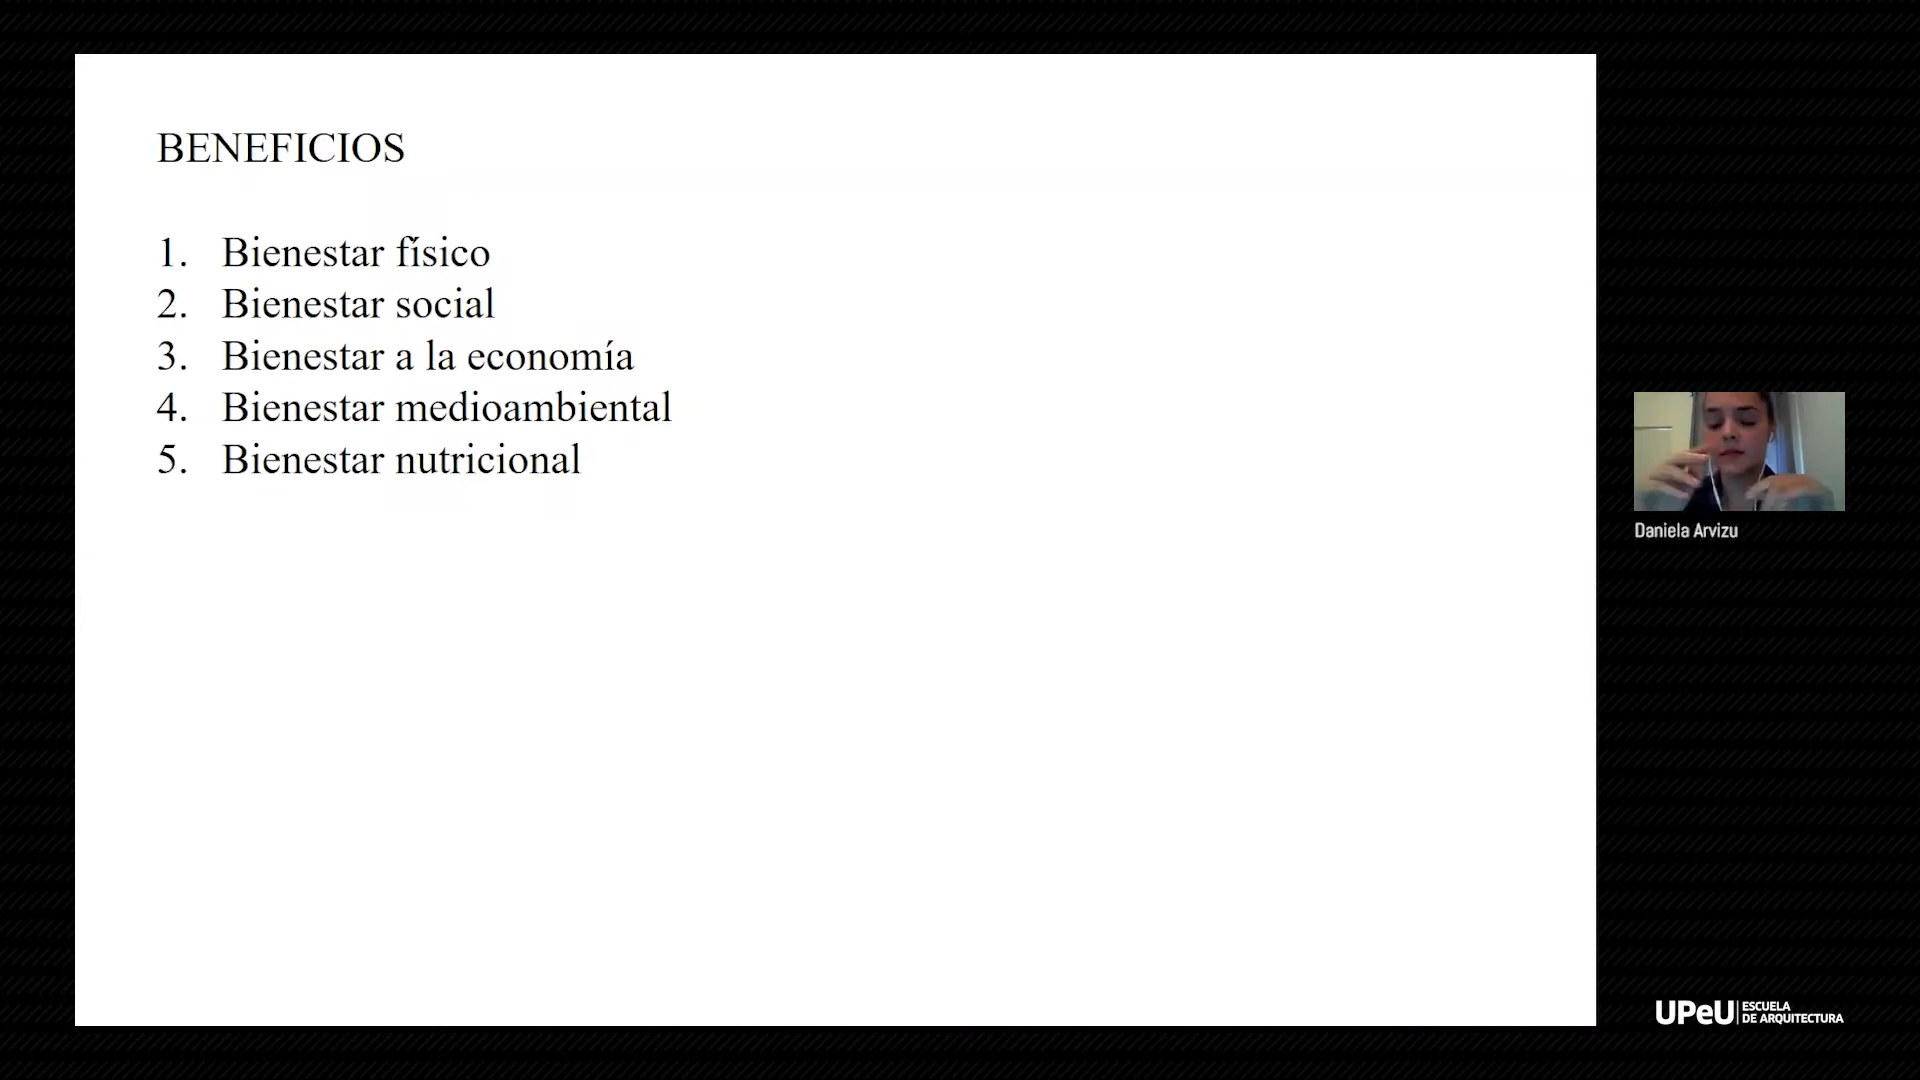 BENEFICIOS
1. Bienestar físico
2. Bienestar social
3. Bienestar a la economía
4. Bienestar medioambiental
5. Bienestar nutricional
Daniela Arvizu
UPeU ESCUELA
DE ARQUITECTURA